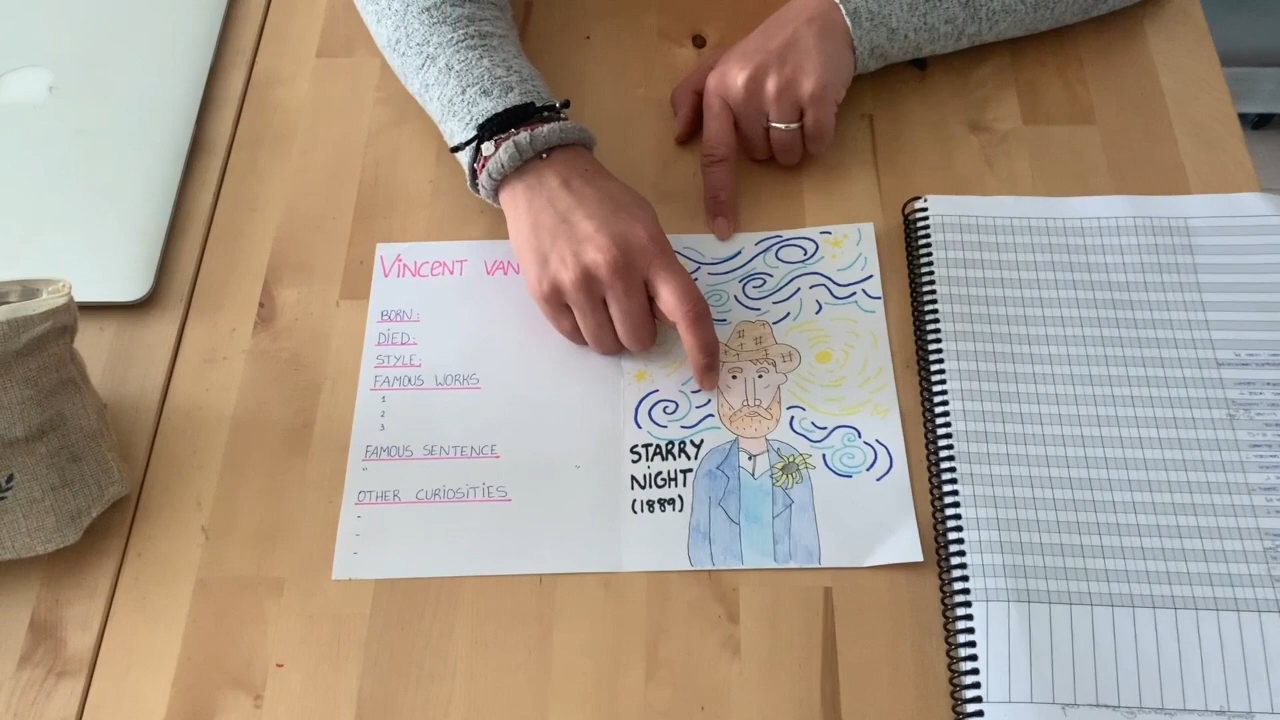 VINCENT VAN
BORN:
DIED:
STYLE:
FAMOUS WORKS
1
2
3.
FAMOUS SENTENCE
"                "
OTHER CURIOSITIES
-
-
-
STARRY
NIGHT
(1889)